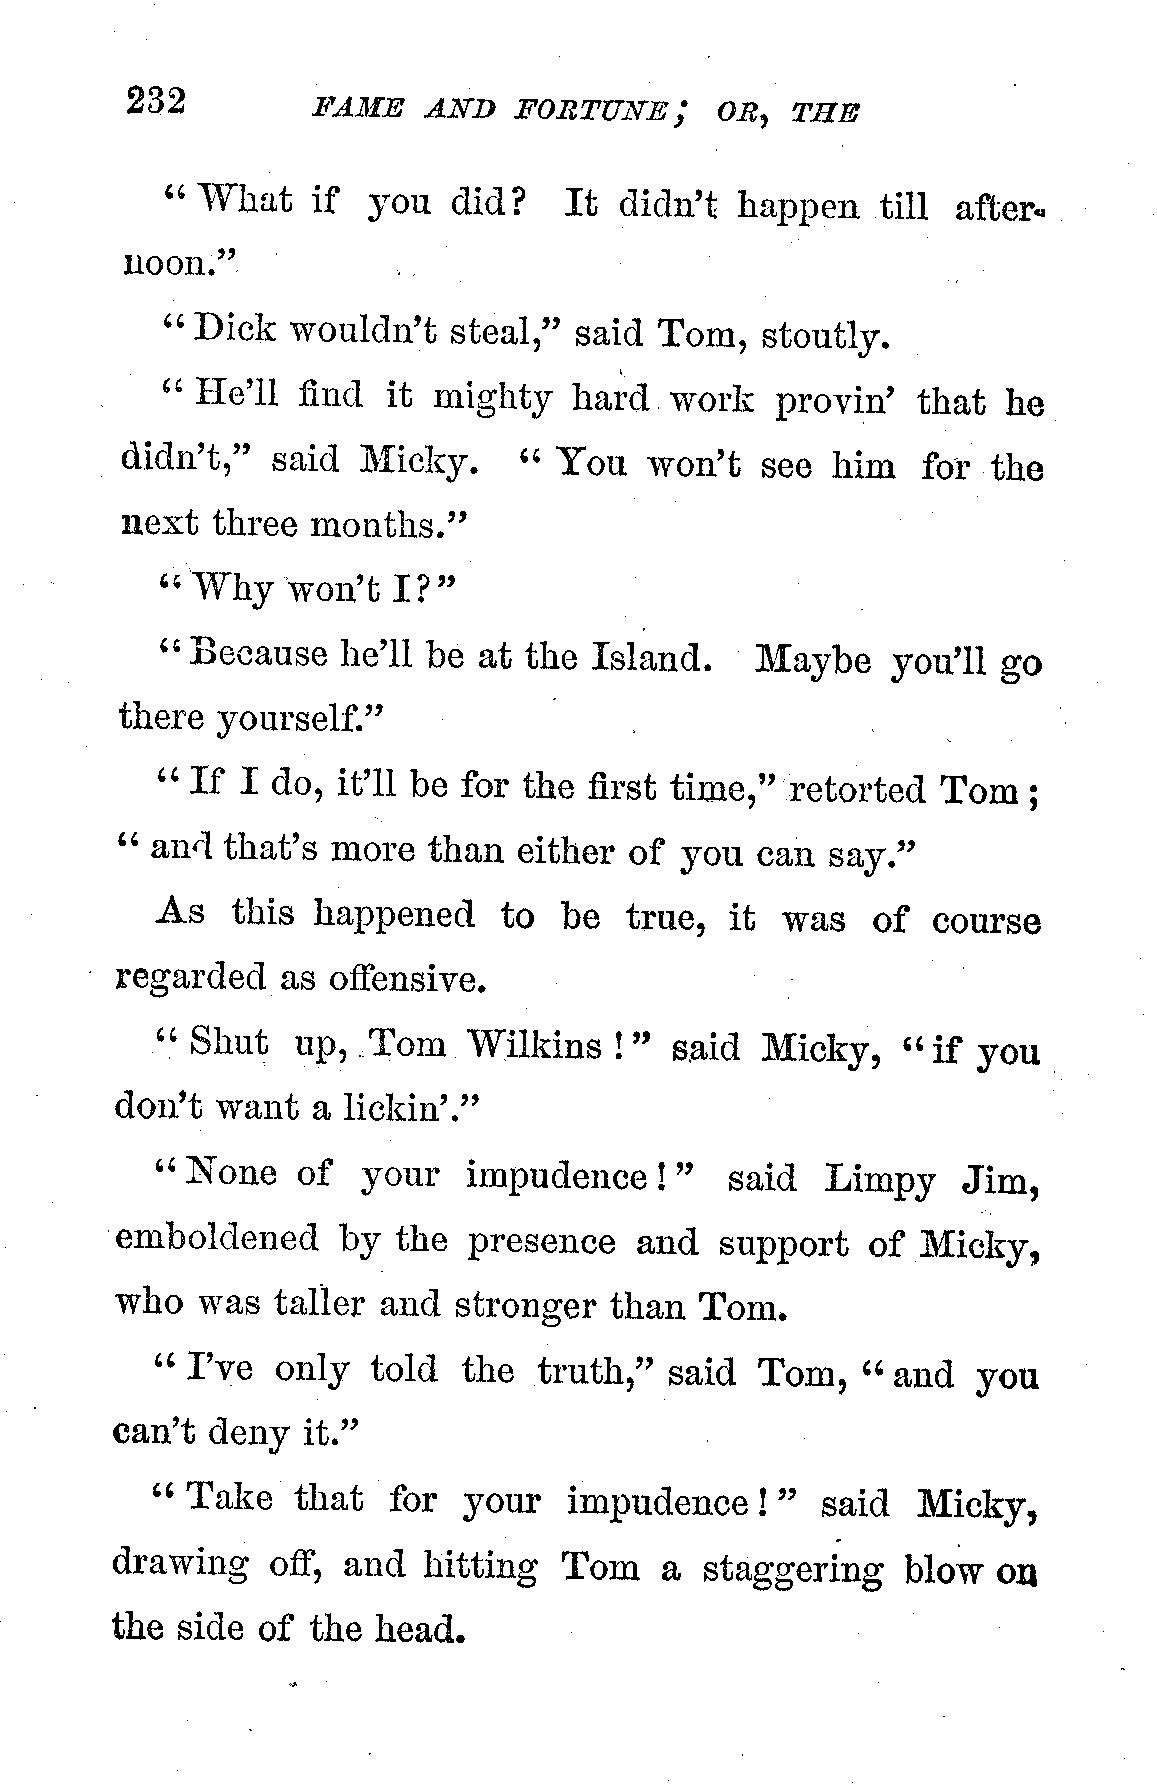 232 FAME AND FORTUNE; OR, THE
“What if you did? It didn’t happen till after-
noon.”
“Dick wouldn’t steal,” said Tom, stoutly.
“He’ll find it mighty hard work provin’ that he
didn’t,” said Micky. “You won’t see him for the
next three months.”
“Why won’t I?”
“Because he’ll be at the Island. Maybe you’ll go
there yourself.”
“If I do, it’ll be for the first time,” retorted Tom;
“and that’s more than either of you can say.”
As this happened to be true, it was of course
regarded as offensive.
“Shut up, Tom Wilkins!” said Micky, “if you
don’t want a lickin’.”
“None of your impudence!” said Limpy Jim,
emboldened by the presence and support of Micky,
who was taller and stronger than Tom.
“I’ve only told the truth,” said Tom, “and you
can’t deny it.”
“Take that for your impudence!” said Micky,
drawing off, and hitting Tom a staggering blow on
the side of the head.